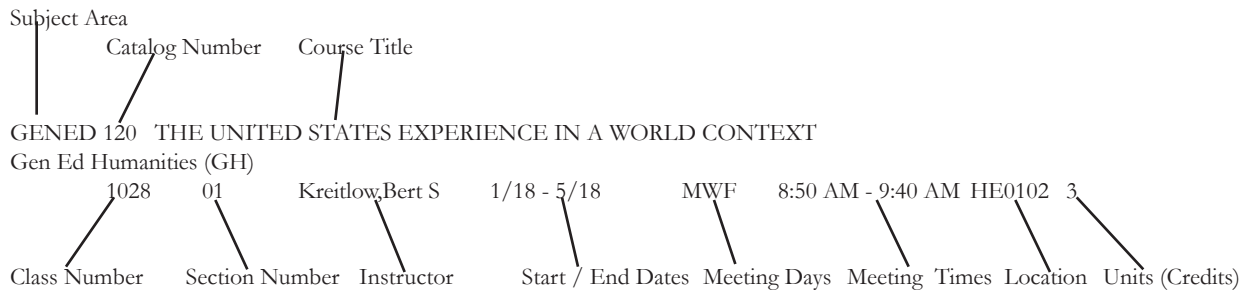 Subject Area
Catalog Number Course Title
GENED 120 THE UNITED STATES EXPERIENCE IN A WORLD CONTEXT
Gen Ed Humanities (GH)
1028 01 Kreitlow,Bert S 1/18 - 5/18 MWF 8:50 AM - 9:40 AM HE0102 3
Class Number Section Number Instructor Start / End Dates Meeting Days Meeting Times Location Units (Credits)